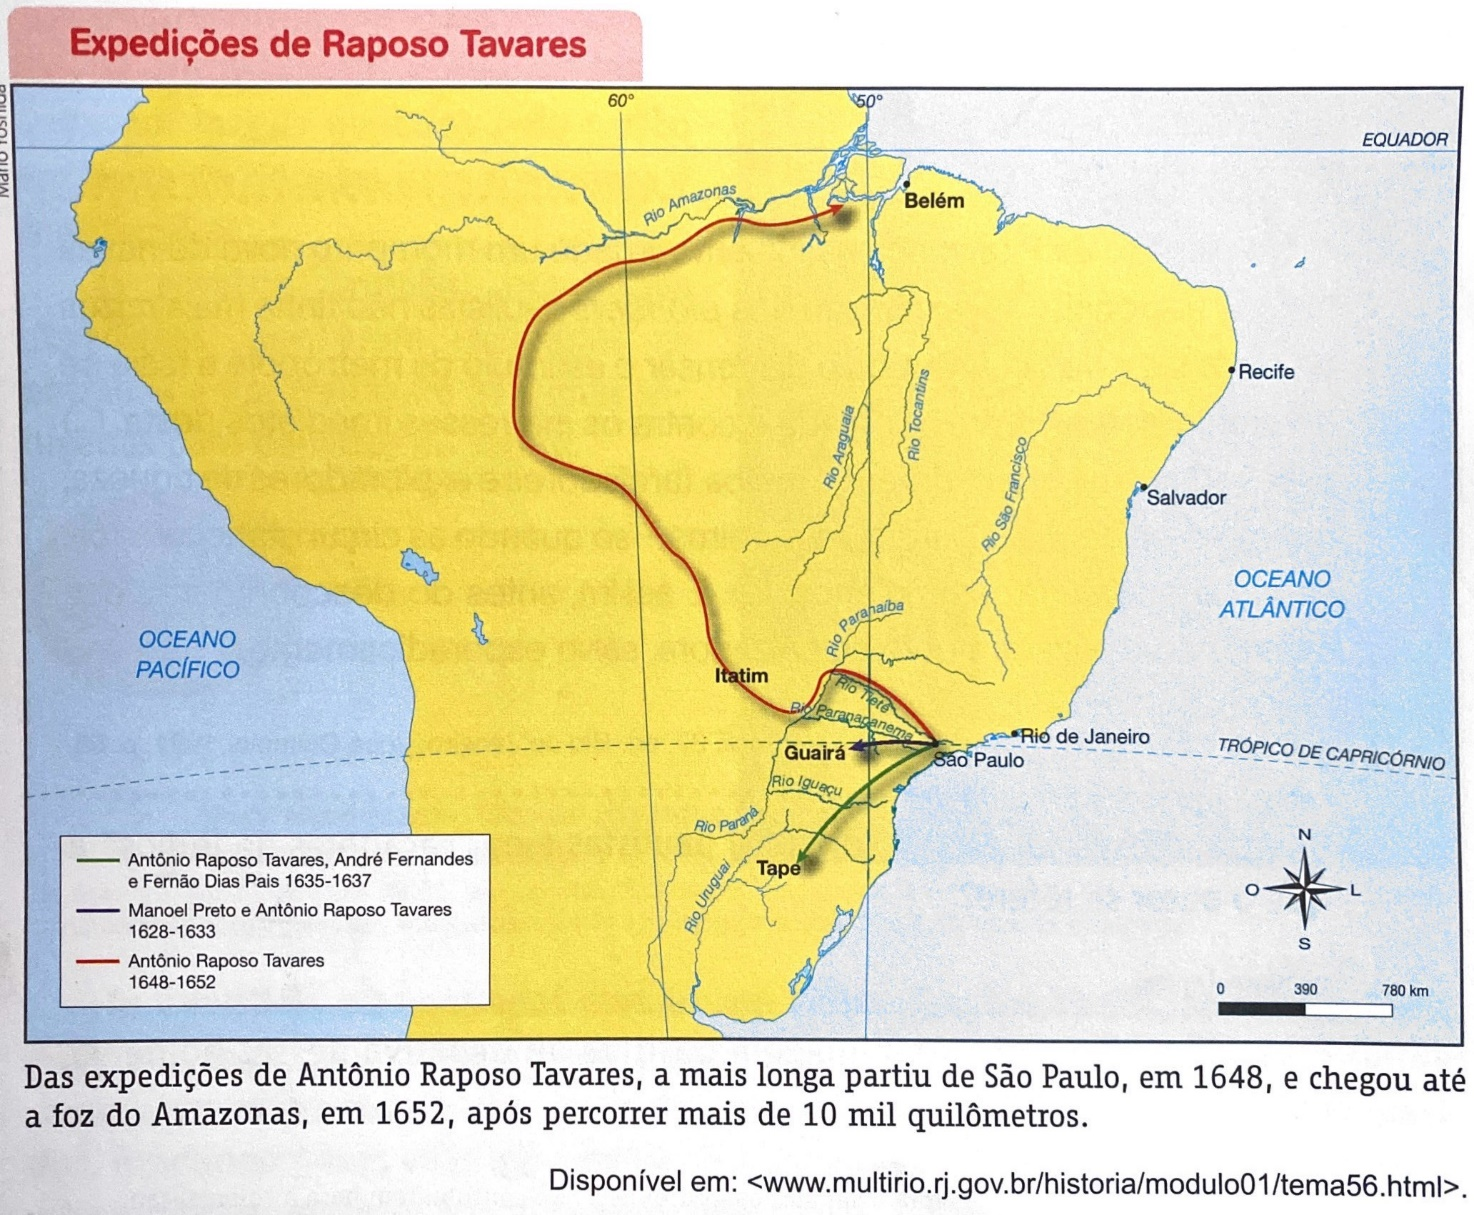 Expedições de Raposo Tavares
Mario Yoshida
60°
50°
EQUADOR
Rio Amazonas
Belém
Recife
Rio Araguaia
Rio Tocantins
Rio São Francisco
Salvador
OCEANO
ATLÂNTICO
OCEANO
PACÍFICO
Rio Paranaíba
Itatim
Rio Tietê
Rio Paranapanema
Guairá
São Paulo
Rio de Janeiro
TRÓPICO DE CAPRICÓRNIO
Rio Iguaçu
Rio Paraná
Tape
Rio Uruguai
Antônio Raposo Tavares, André Fernandes
e Fernão Dias Pais 1635-1637
Manoel Preto e Antônio Raposo Tavares
1628-1633
Antônio Raposo Tavares
1648-1652
N
O
L
S
0 390 780 km
Das expedições de Antônio Raposo Tavares, a mais longa partiu de São Paulo, em 1648, e chegou até
a foz do Amazonas, em 1652, após percorrer mais de 10 mil quilômetros.
Disponível em: <www.multirio.rj.gov.br/historia/modulo01/tema56.html>.